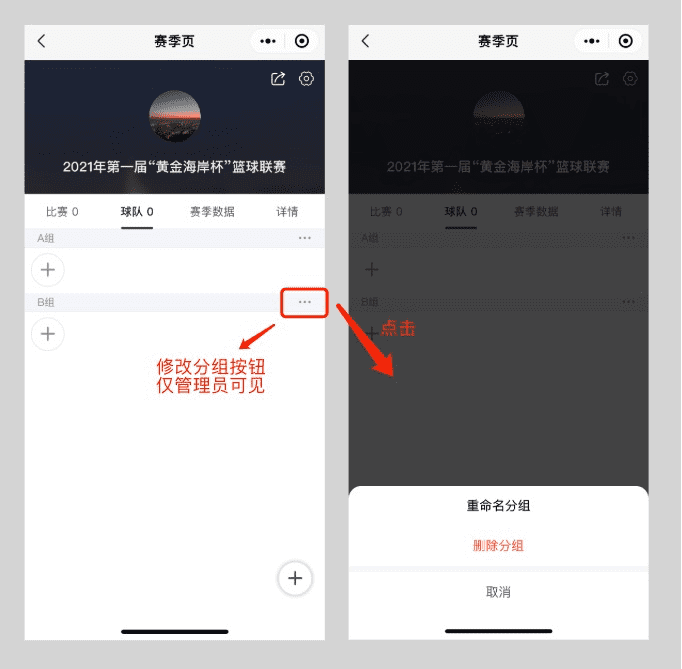 赛季页
2021年第一届“黄金海岸杯”篮球联赛
比赛 0 球队 0 赛季数据 详情
A组
B组
修改分组按钮
仅管理员可见
赛季页
2021年第一届“黄金海岸杯”篮球联赛
比赛 0 球队 0 赛季数据 详情
A组
B组
点击
重命名分组
删除分组
取消